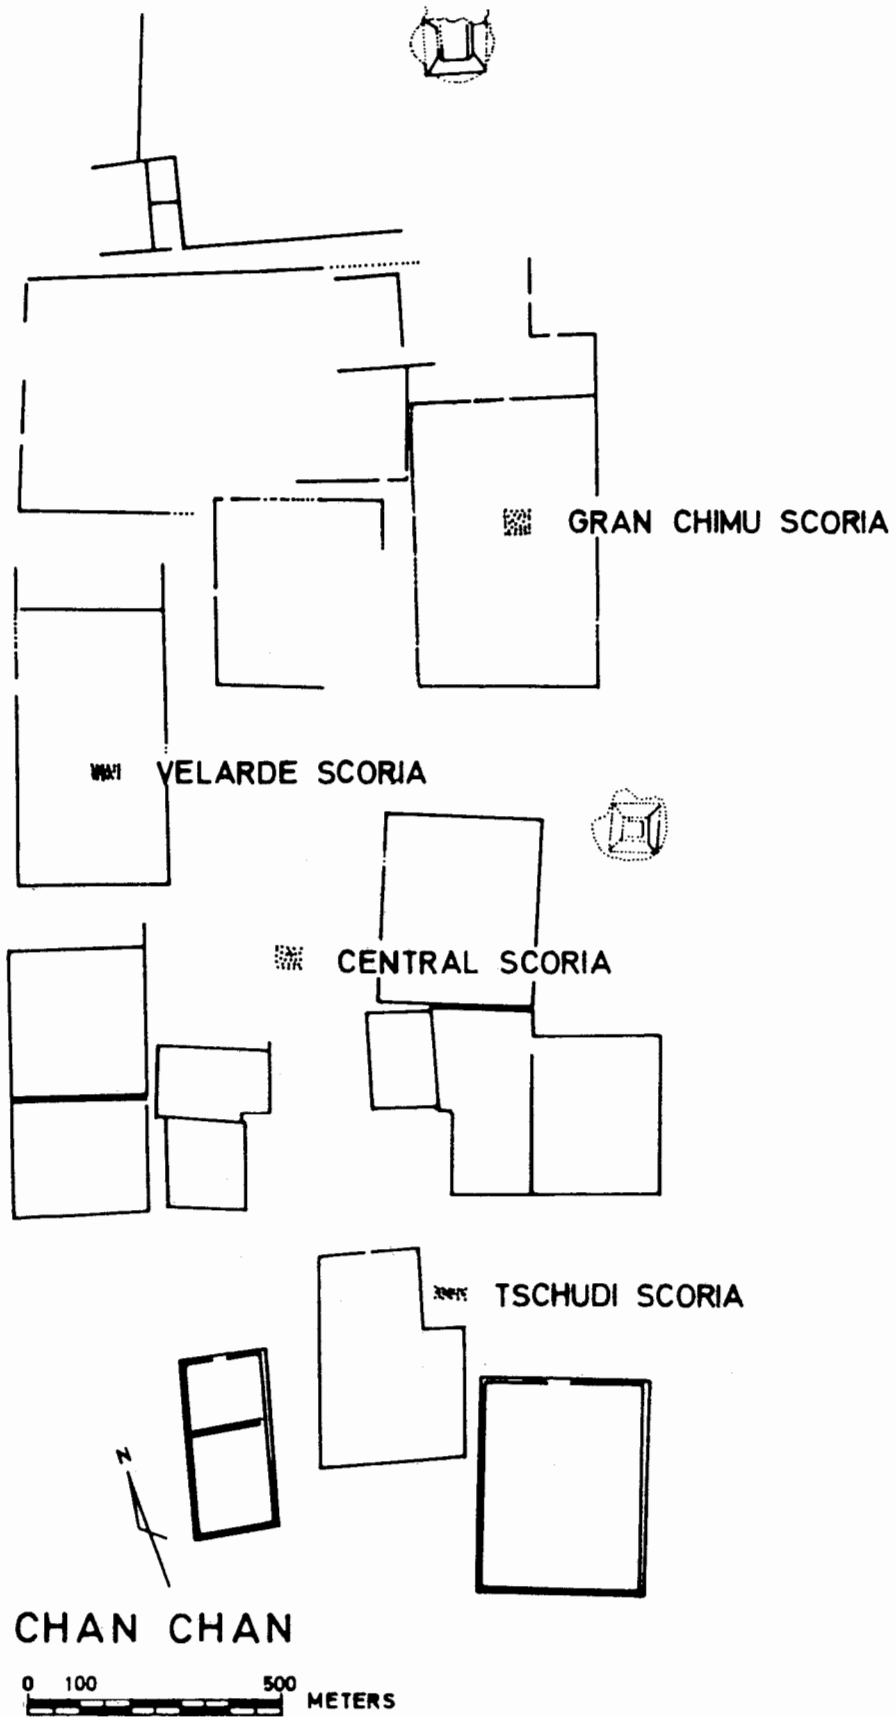 GRAN CHIMU SCORIA
VELARDE SCORIA
CENTRAL SCORIA
TSCHUDI SCORIA
N
CHAN CHAN
0 100 500 METERS